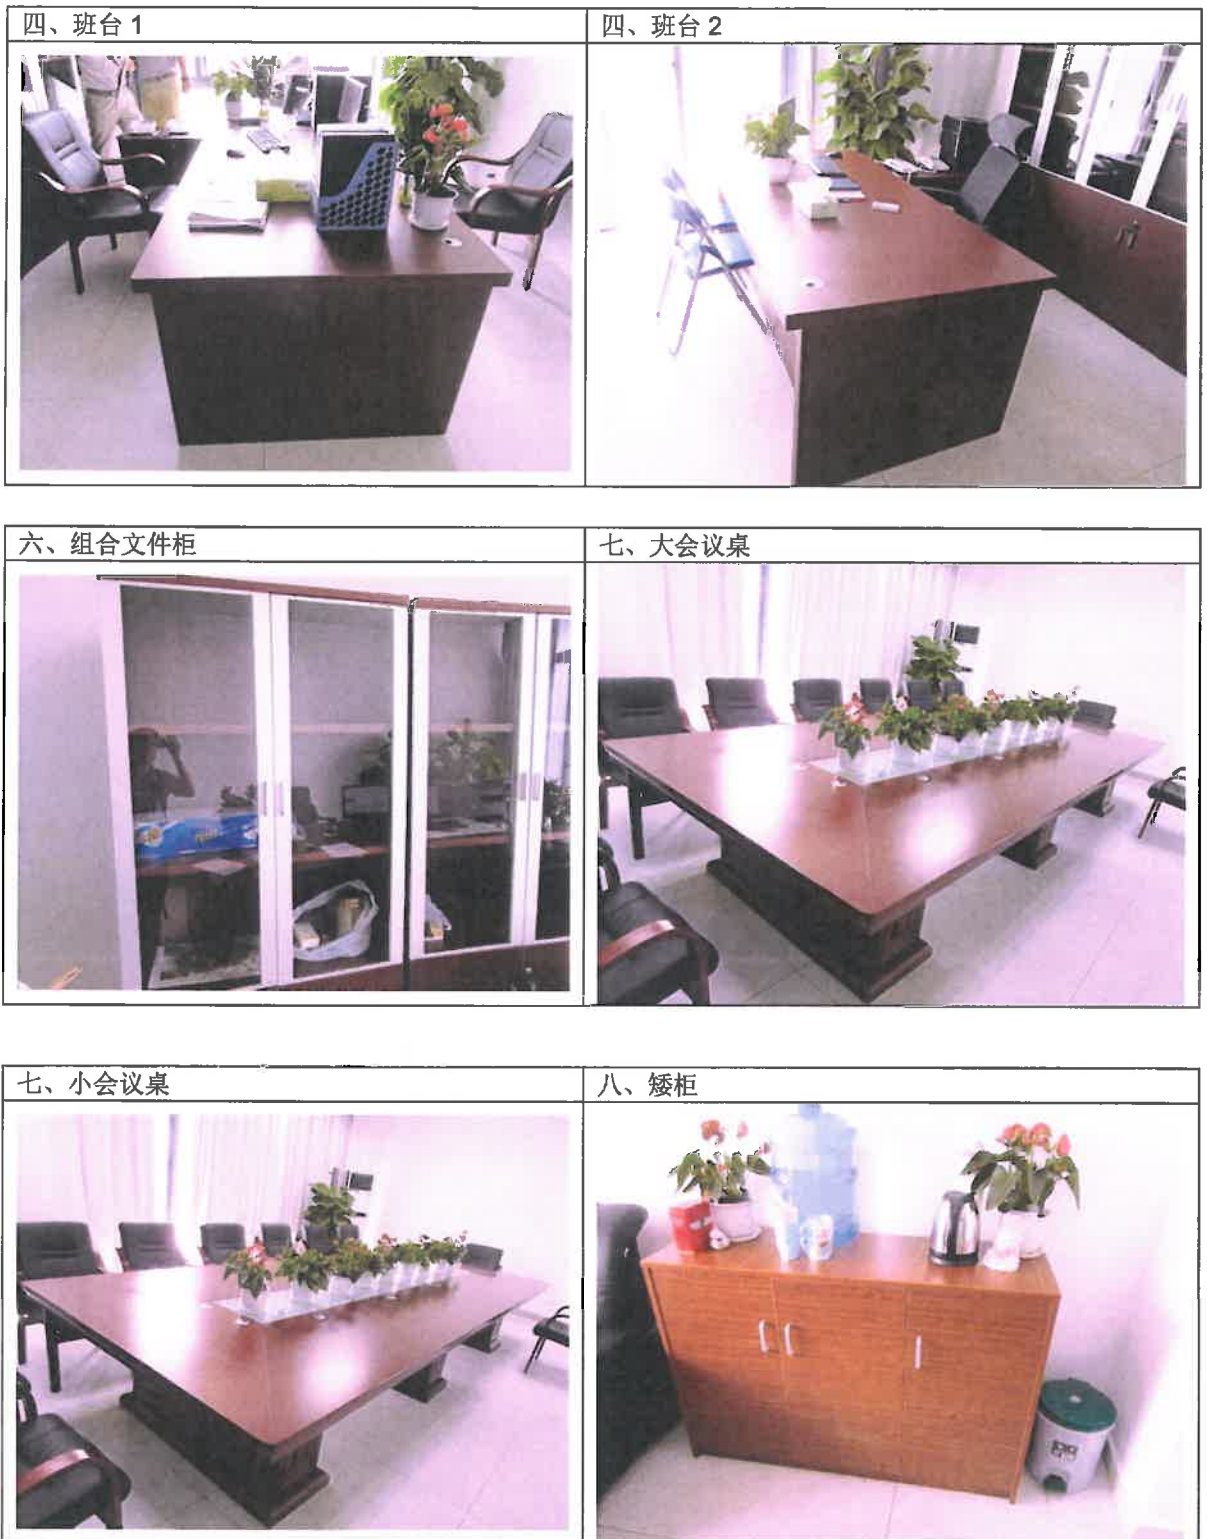 四、班台 1
四、班台 2
六、组合文件柜
七、大会议桌
七、小会议桌
八、矮柜